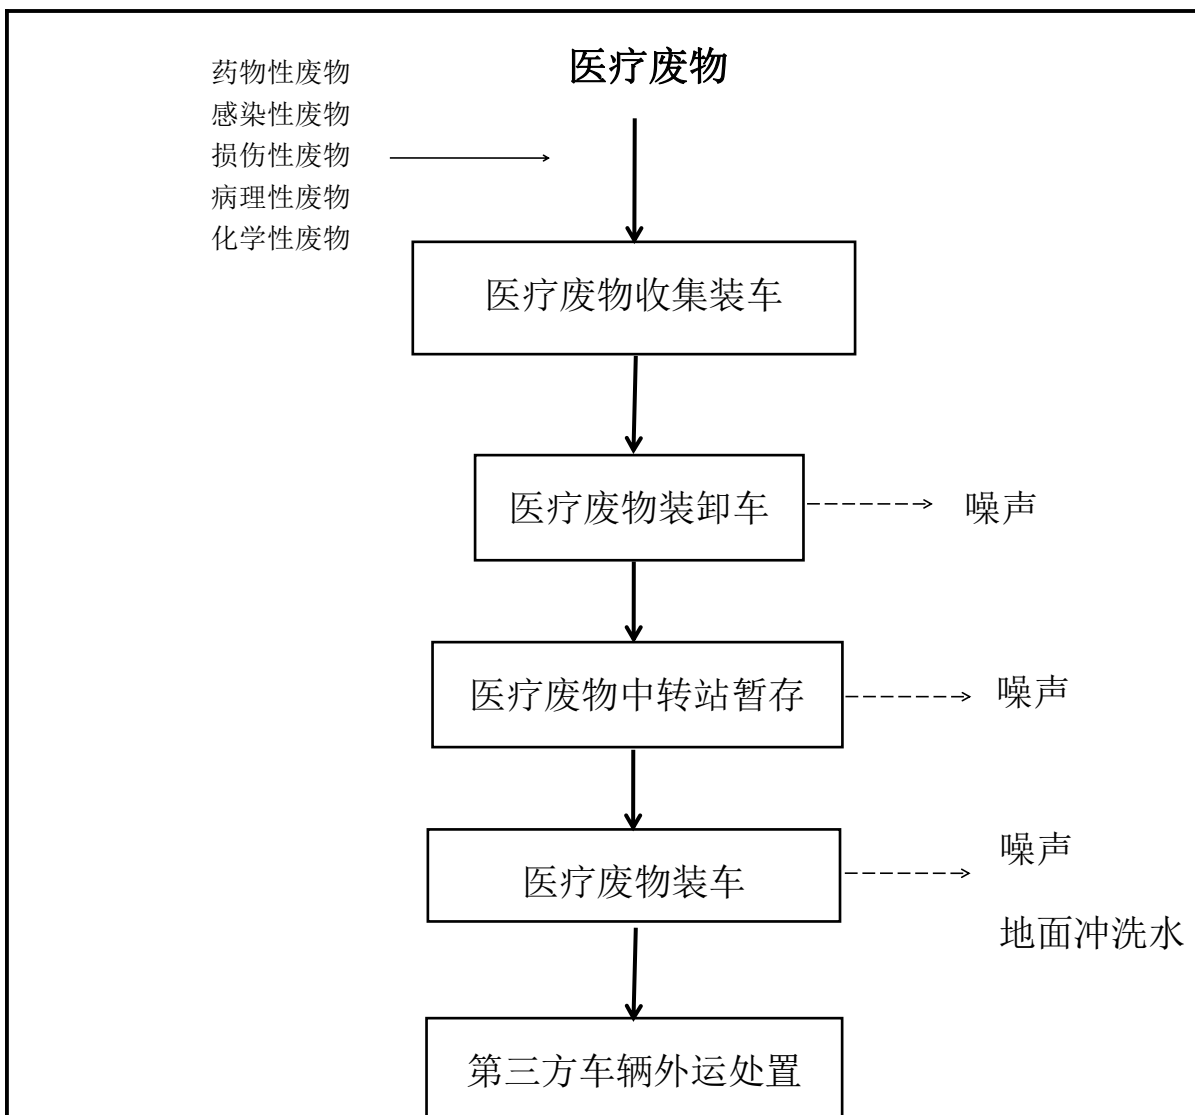 医疗废物
药物性废物
感染性废物
损伤性废物
病理性废物
化学性废物
医疗废物收集装车
医疗废物装卸车
噪声
医疗废物中转站暂存
噪声
医疗废物装车
噪声
地面冲洗水
第三方车辆外运处置